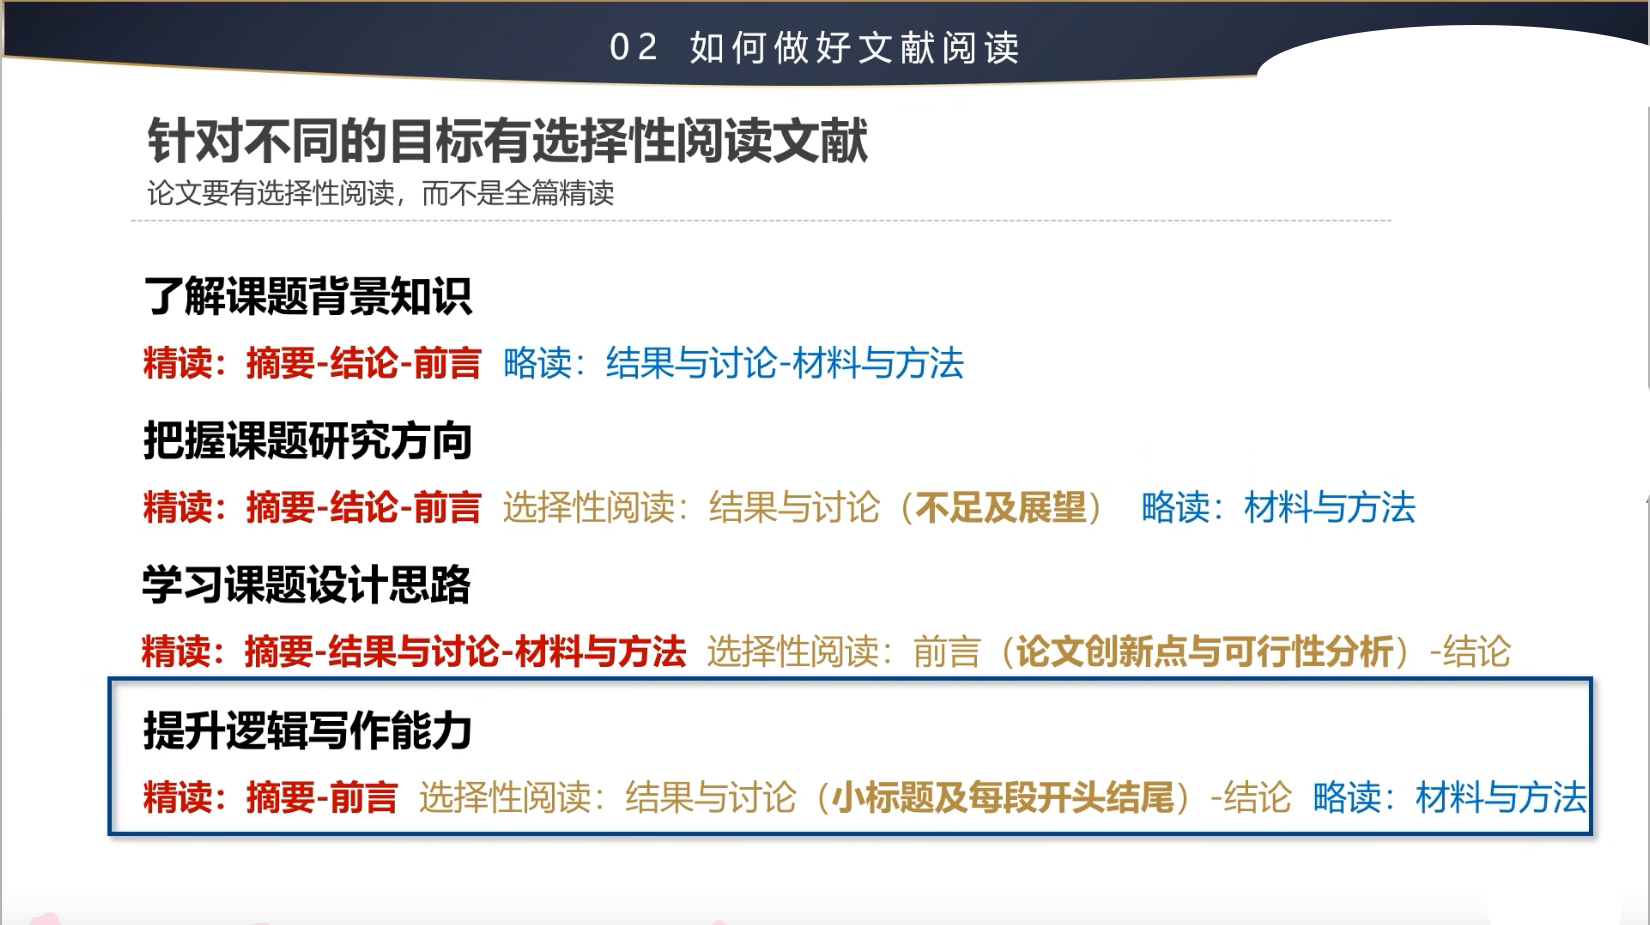 02 如何做好文献阅读
针对不同的目标有选择性阅读文献
论文要有选择性阅读，而不是全篇精读
了解课题背景知识
精读：摘要-结论-前言 略读：结果与讨论-材料与方法
把握课题研究方向
精读：摘要-结论-前言 选择性阅读：结果与讨论（不足及展望） 略读：材料与方法
学习课题设计思路
精读：摘要-结果与讨论-材料与方法 选择性阅读：前言（论文创新点与可行性分析）-结论
提升逻辑写作能力
精读：摘要-前言 选择性阅读：结果与讨论（小标题及每段开头结尾）-结论 略读：材料与方法